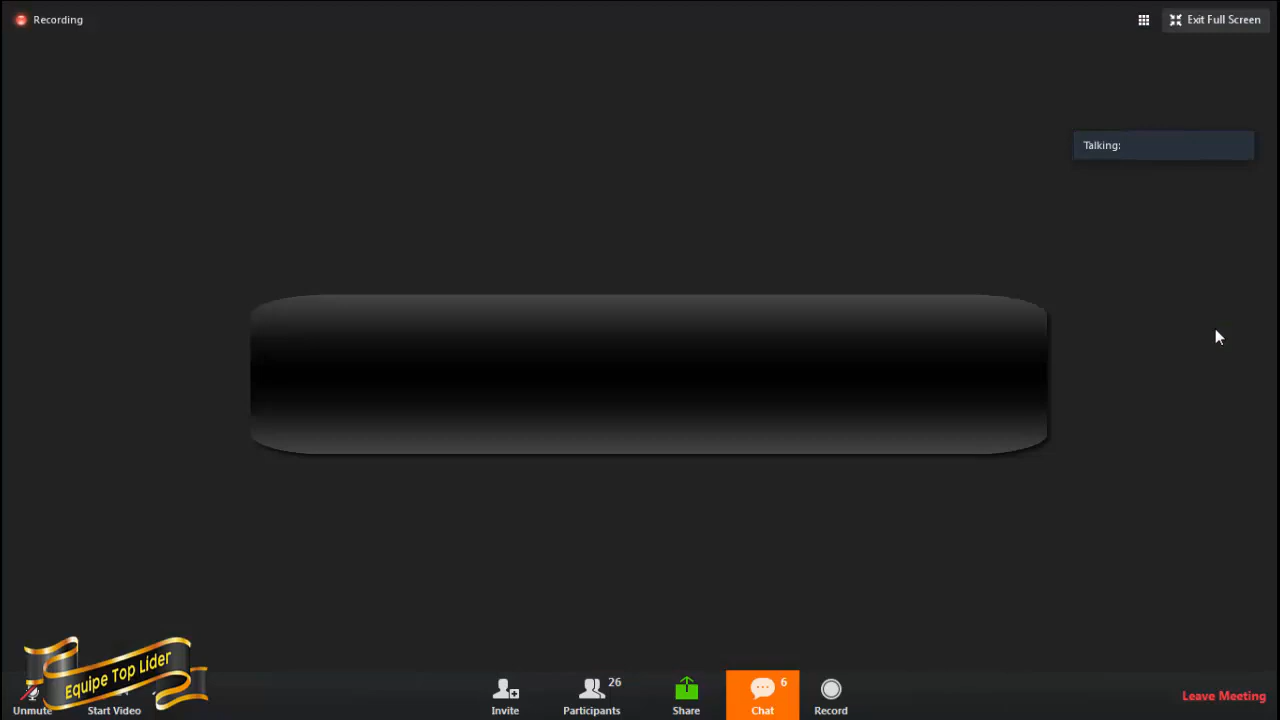 Recording
Exit Full Screen
Talking:
Equipe Top Líder
Unmute
Start Video
Invite
26
Participants
Share
6
Chat
Record
Leave Meeting